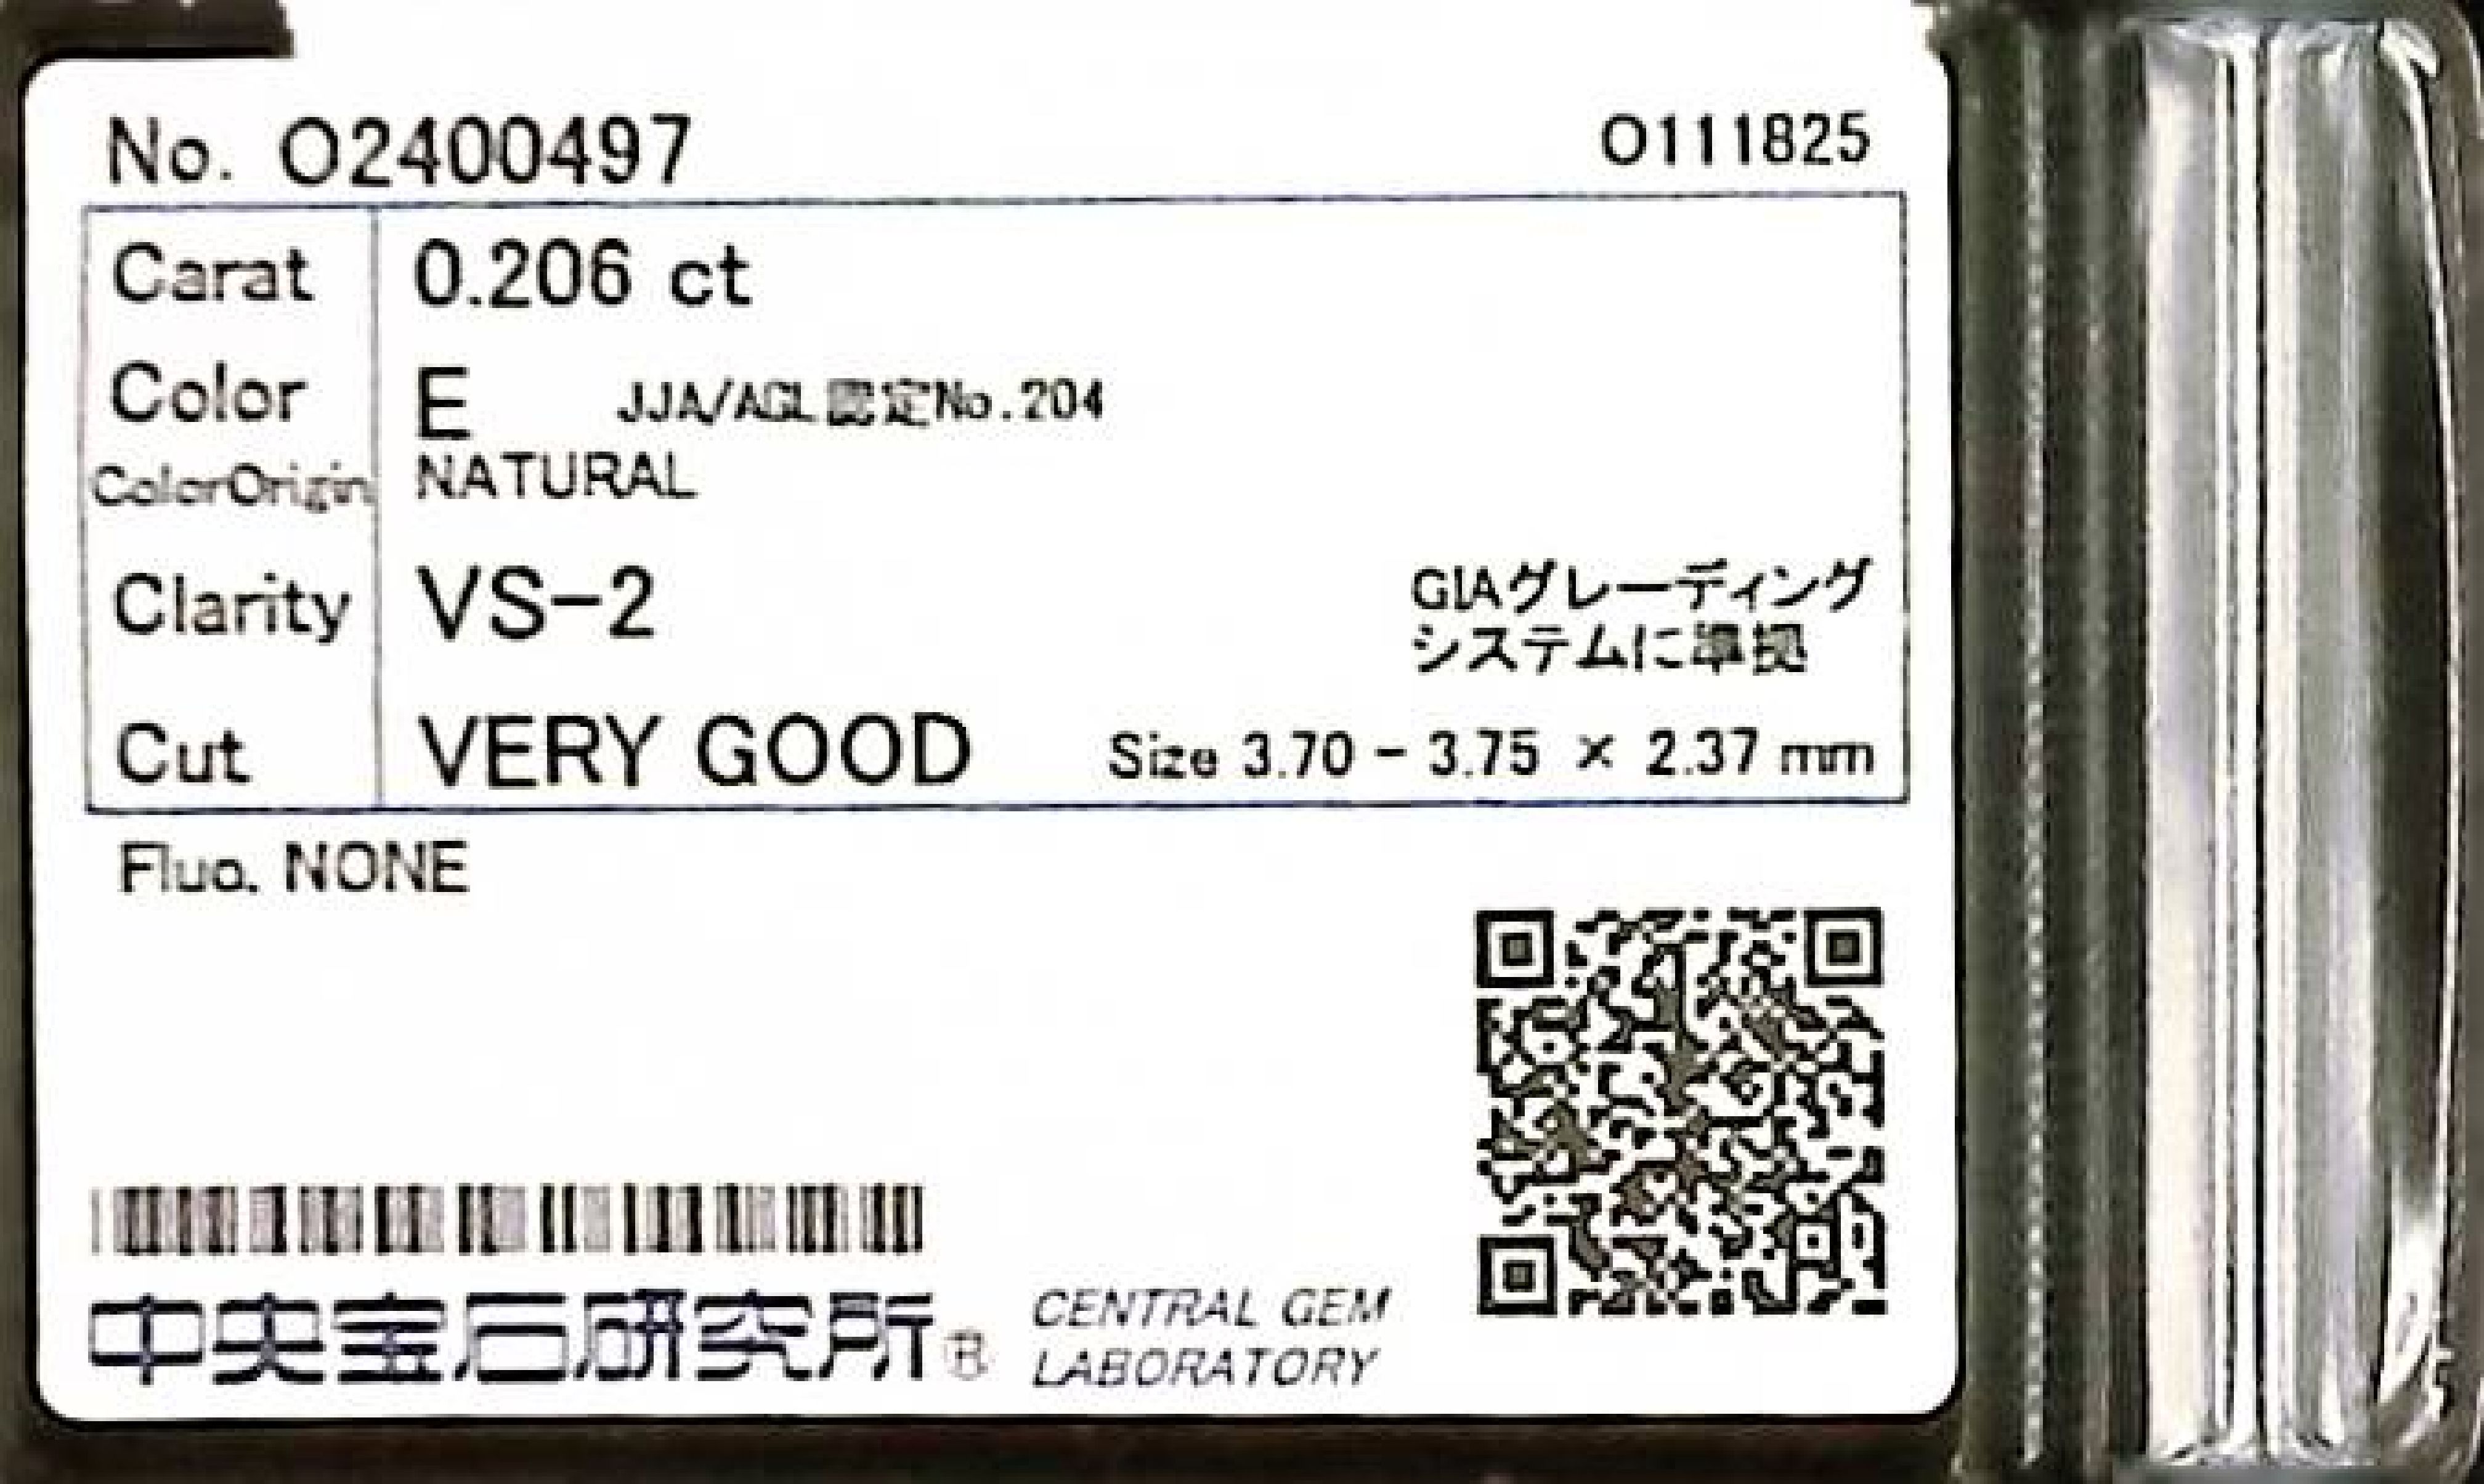 No. O2400497
O111825
Carat 0.206 ct
Color E JJA/AGL認定No.204
ColorOrigin NATURAL
Clarity VS-2
GIAグレーディング
システムに準拠
Cut VERY GOOD Size 3.70 - 3.75 × 2.37 mm
Fluo. NONE
中央宝石研究所®
CENTRAL GEM
LABORATORY